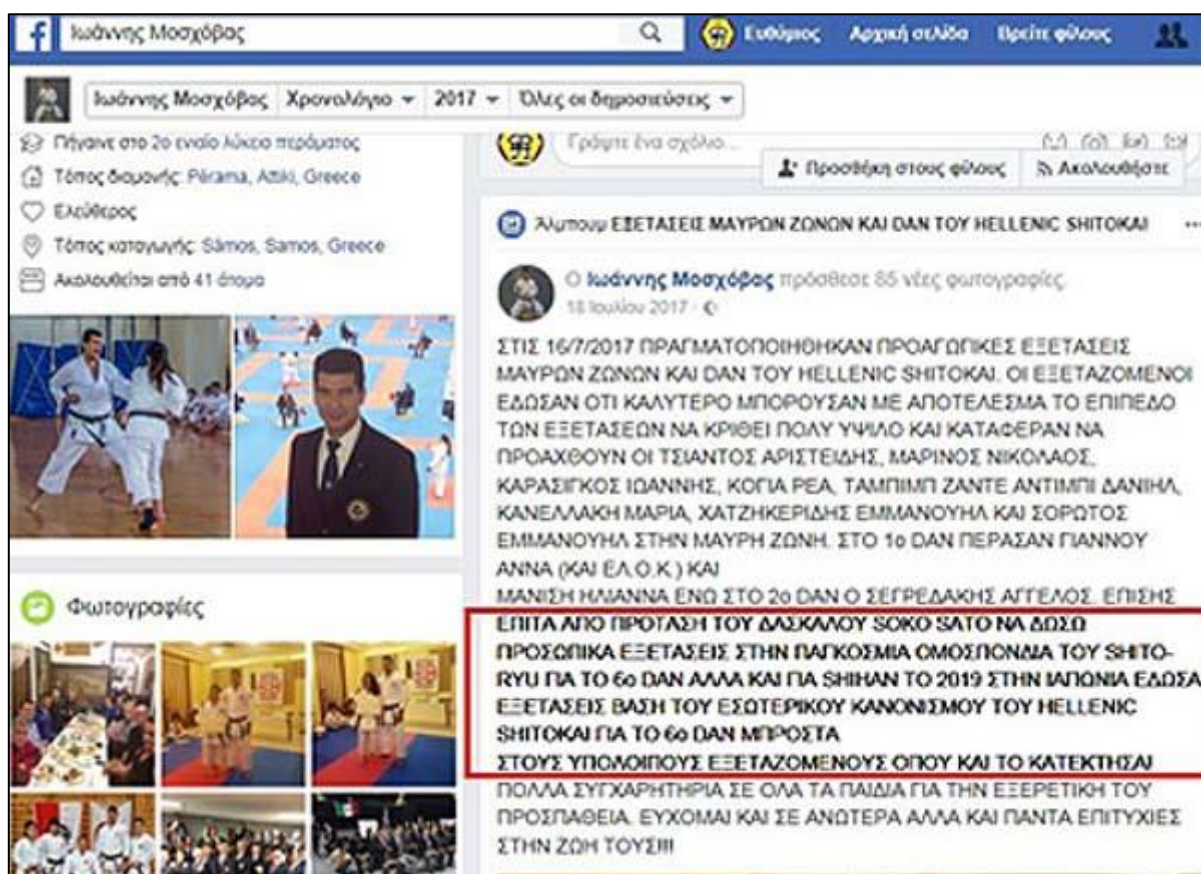 Ιωάννης Μοσχόβας
Ευθύμιος Αρχική σελίδα Βρείτε φίλους
Ιωάννης Μοσχόβας Χρονολόγιο 2017 Όλες οι δημοσιεύσεις
Πήγαινε στο 2ο ενιαίο λύκειο περάματος
Τόπος διαμονής: Pérama, Attiki, Greece
Ελεύθερος
Τόπος καταγωγής: Sámos, Samos, Greece
Ακολουθείται από 41 άτομα
Φωτογραφίες
Γράψτε ένα σχόλιο...
Προσθήκη στους φίλους Ακολουθήστε
Άλμπουμ ΕΞΕΤΑΣΕΙΣ ΜΑΥΡΩΝ ΖΩΝΩΝ ΚΑΙ DAN ΤΟΥ HELLENIC SHITOKAI
Ο Ιωάννης Μοσχόβας πρόσθεσε 85 νέες φωτογραφίες.
18 Ιουλίου 2017
ΣΤΙΣ 16/7/2017 ΠΡΑΓΜΑΤΟΠΟΙΗΘΗΚΑΝ ΠΡΟΑΓΩΓΙΚΕΣ ΕΞΕΤΑΣΕΙΣ
ΜΑΥΡΩΝ ΖΩΝΩΝ ΚΑΙ DAN ΤΟΥ HELLENIC SHITOKAI. ΟΙ ΕΞΕΤΑΖΟΜΕΝΟΙ
ΕΔΩΣΑΝ ΟΤΙ ΚΑΛΥΤΕΡΟ ΜΠΟΡΟΥΣΑΝ ΜΕ ΑΠΟΤΕΛΕΣΜΑ ΤΟ ΕΠΙΠΕΔΟ
ΤΩΝ ΕΞΕΤΑΣΕΩΝ ΝΑ ΚΡΙΘΕΙ ΠΟΛΥ ΥΨΙΛΟ ΚΑΙ ΚΑΤΑΦΕΡΑΝ ΝΑ
ΠΡΟΑΧΘΟΥΝ ΟΙ ΤΣΙΑΝΤΟΣ ΑΡΙΣΤΕΙΔΗΣ, ΜΑΡΙΝΟΣ ΝΙΚΟΛΑΟΣ,
ΚΑΡΑΣΙΓΚΟΣ ΙΩΑΝΝΗΣ, ΚΟΓΙΑ ΡΕΑ, ΤΑΜΠΙΜΠ ΖΑΝΤΕ ΑΝΤΙΜΠΙ ΔΑΝΙΗΛ,
ΚΑΝΕΛΛΑΚΗ ΜΑΡΙΑ, ΧΑΤΖΗΚΕΡΙΔΗΣ ΕΜΜΑΝΟΥΗΛ ΚΑΙ ΣΟΡΩΤΟΣ
ΕΜΜΑΝΟΥΗΛ ΣΤΗΝ ΜΑΥΡΗ ΖΩΝΗ. ΣΤΟ 1ο DAN ΠΕΡΑΣΑΝ ΓΙΑΝΝΟΥ
ΑΝΝΑ (ΚΑΙ ΕΛ.Ο.Κ.) ΚΑΙ
ΜΑΝΙΣΗ ΗΛΙΑΝΝΑ ΕΝΩ ΣΤΟ 2ο DAN Ο ΣΕΓΡΕΔΑΚΗΣ ΑΓΓΕΛΟΣ. ΕΠΙΣΗΣ
ΕΠΙΤΑ ΑΠΟ ΠΡΟΤΑΣΗ ΤΟΥ ΔΑΣΚΑΛΟΥ SOKO SATO ΝΑ ΔΩΣΩ
ΠΡΟΣΩΠΙΚΑ ΕΞΕΤΑΣΕΙΣ ΣΤΗΝ ΠΑΓΚΟΣΜΙΑ ΟΜΟΣΠΟΝΔΙΑ ΤΟΥ SHITO-
RYU ΓΙΑ ΤΟ 6ο DAN ΑΛΛΑ ΚΑΙ ΓΙΑ SHIHAN ΤΟ 2019 ΣΤΗΝ ΙΑΠΩΝΙΑ ΕΔΩΣΑ
ΕΞΕΤΑΣΕΙΣ ΒΑΣΗ ΤΟΥ ΕΣΩΤΕΡΙΚΟΥ ΚΑΝΟΝΙΣΜΟΥ ΤΟΥ HELLENIC
SHITOKAI ΓΙΑ ΤΟ 6ο DAN ΜΠΡΟΣΤΑ
ΣΤΟΥΣ ΥΠΟΛΟΙΠΟΥΣ ΕΞΕΤΑΖΟΜΕΝΟΥΣ ΟΠΟΥ ΚΑΙ ΤΟ ΚΑΤΕΚΤΗΣΑ!
ΠΟΛΛΑ ΣΥΓΧΑΡΗΤΗΡΙΑ ΣΕ ΟΛΑ ΤΑ ΠΑΙΔΙΑ ΓΙΑ ΤΗΝ ΕΞΕΡΕΤΙΚΗ ΤΟΥ
ΠΡΟΣΠΑΘΕΙΑ. ΕΥΧΟΜΑΙ ΚΑΙ ΣΕ ΑΝΩΤΕΡΑ ΑΛΛΑ ΚΑΙ ΠΑΝΤΑ ΕΠΙΤΥΧΙΕΣ
ΣΤΗΝ ΖΩΗ ΤΟΥΣ!!!